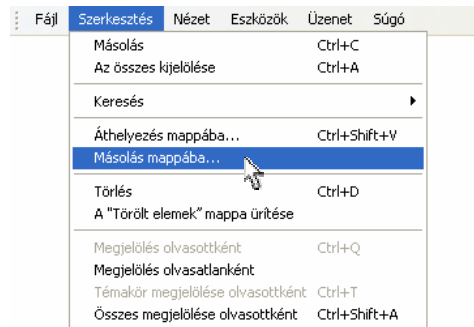 Fájl Szerkesztés Nézet Eszközök Üzenet Súgó
Másolás Ctrl+C
Az összes kijelölése Ctrl+A
Keresés
Áthelyezés mappába... Ctrl+Shift+V
Másolás mappába...
Törlés Ctrl+D
A "Törölt elemek" mappa ürítése
Megjelölés olvasottként Ctrl+Q
Megjelölés olvasatlanként
Témakör megjelölése olvasottként Ctrl+T
Összes megjelölése olvasottként Ctrl+Shift+A